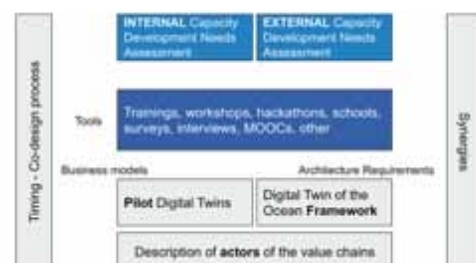 INTERNAL Capacity
Development Needs
Assessment
EXTERNAL Capacity
Development Needs
Assessment
Timing - Co-design process
Tools
Trainings, workshops, hackathons, schools,
surveys, interviews, MOOCs, other
Synergies
Business models
Architecture Requirements
Pilot Digital Twins
Digital Twin of the
Ocean Framework
Description of actors of the value chains